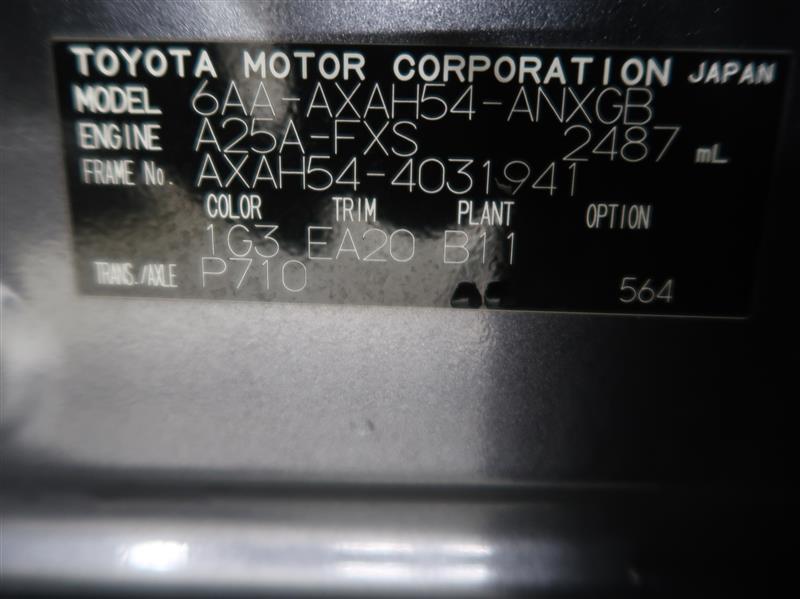 TOYOTA MOTOR CORPORATION JAPAN
MODEL 6AA-AXAH54-ANXGB
ENGINE A25A-FXS 2487 mL
FRAME No. AXAH54-4031941
COLOR TRIM PLANT OPTION
1G3 EA20 B11
TRANS./AXLE P710
564